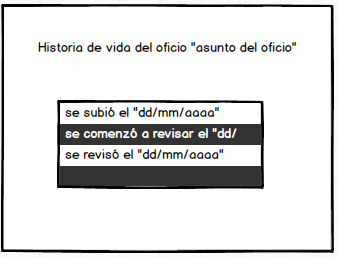 Historia de vida del oficio "asunto del oficio"
se subió el "dd/mm/aaaa"
se comenzó a revisar el "dd/
se revisó el "dd/mm/aaaa"